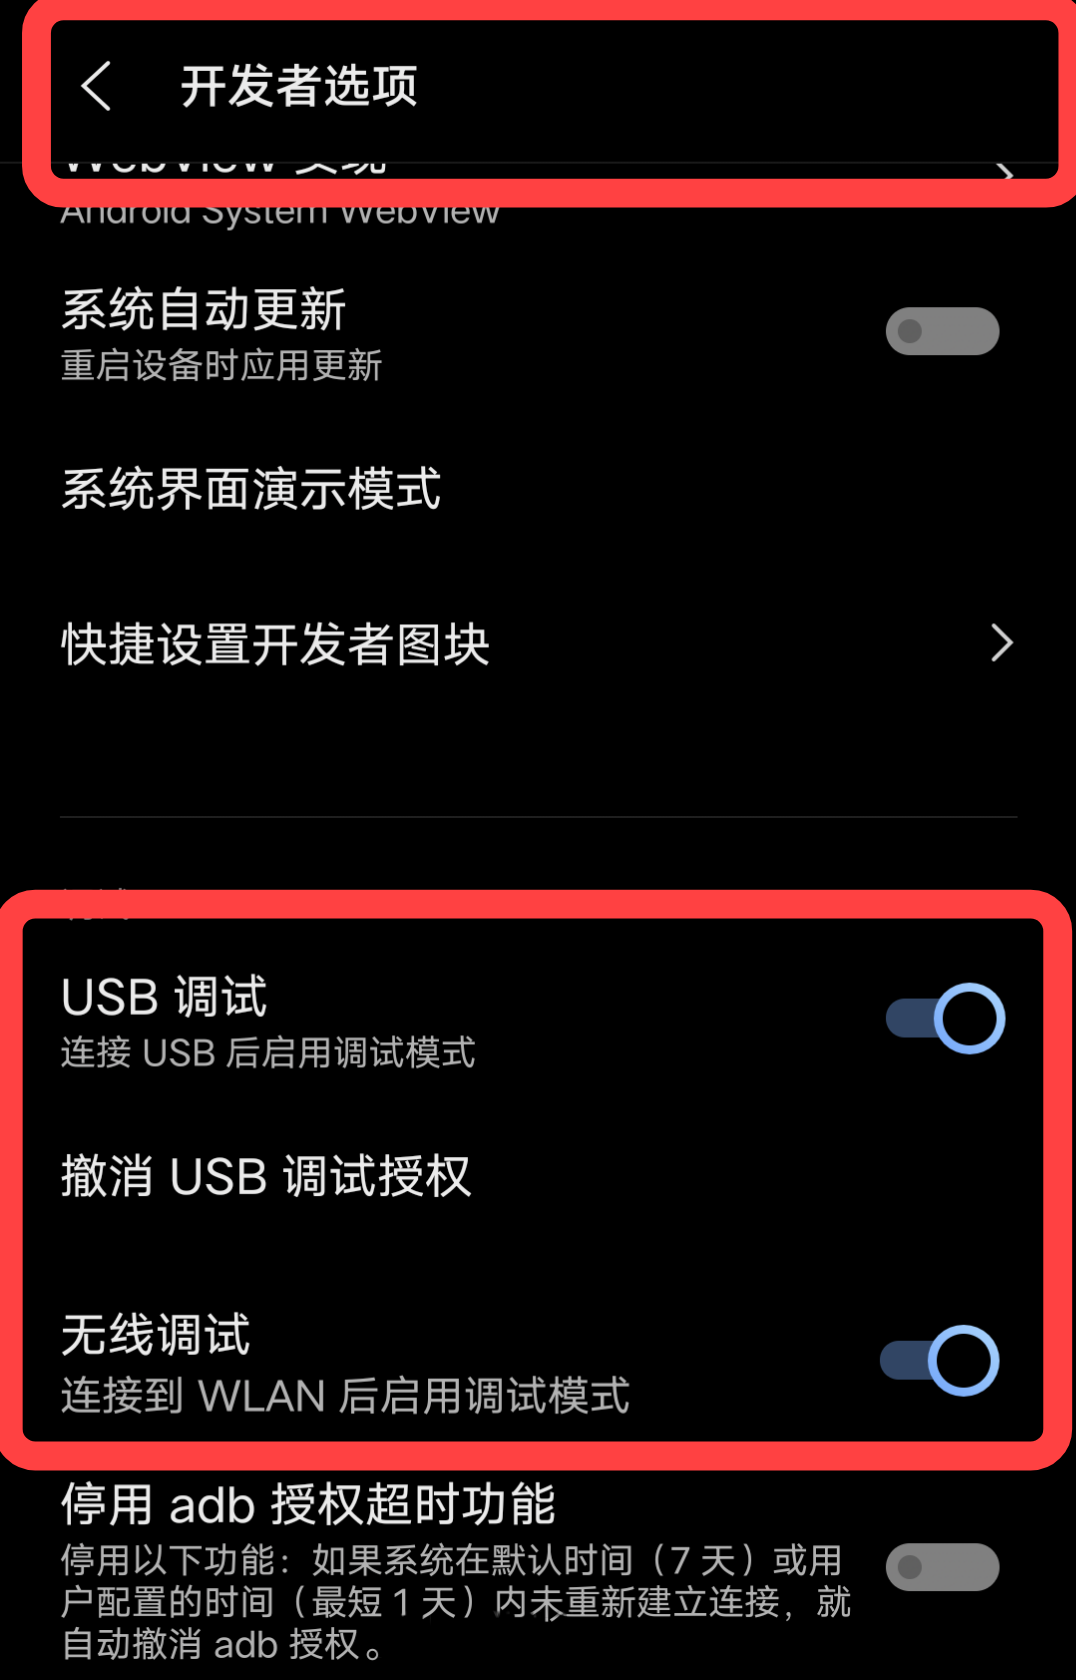 开发者选项
WebView 实现
Android System WebView
系统自动更新
重启设备时应用更新
系统界面演示模式
快捷设置开发者图块
USB 调试
连接 USB 后启用调试模式
撤消 USB 调试授权
无线调试
连接到 WLAN 后启用调试模式
停用 adb 授权超时功能
停用以下功能：如果系统在默认时间（7 天）或用
户配置的时间（最短 1 天）内未重新建立连接，就
自动撤消 adb 授权。